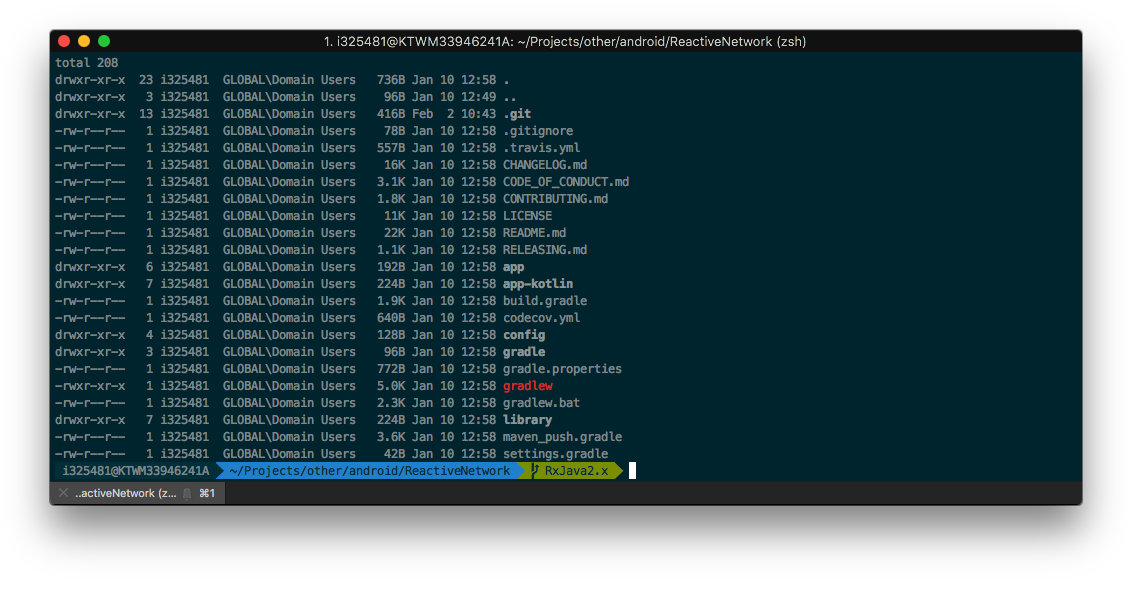 1. i325481@KTWM33946241A: ~/Projects/other/android/ReactiveNetwork (zsh)
total 208
drwxr-xr-x  23 i325481  GLOBAL\Domain Users   736B Jan 10 12:58 .
drwxr-xr-x   3 i325481  GLOBAL\Domain Users    96B Jan 10 12:49 ..
drwxr-xr-x  13 i325481  GLOBAL\Domain Users   416B Feb  2 10:43 .git
-rw-r--r--   1 i325481  GLOBAL\Domain Users    78B Jan 10 12:58 .gitignore
-rw-r--r--   1 i325481  GLOBAL\Domain Users   557B Jan 10 12:58 .travis.yml
-rw-r--r--   1 i325481  GLOBAL\Domain Users    16K Jan 10 12:58 CHANGELOG.md
-rw-r--r--   1 i325481  GLOBAL\Domain Users   3.1K Jan 10 12:58 CODE_OF_CONDUCT.md
-rw-r--r--   1 i325481  GLOBAL\Domain Users   1.8K Jan 10 12:58 CONTRIBUTING.md
-rw-r--r--   1 i325481  GLOBAL\Domain Users    11K Jan 10 12:58 LICENSE
-rw-r--r--   1 i325481  GLOBAL\Domain Users    22K Jan 10 12:58 README.md
-rw-r--r--   1 i325481  GLOBAL\Domain Users   1.1K Jan 10 12:58 RELEASING.md
drwxr-xr-x   6 i325481  GLOBAL\Domain Users   192B Jan 10 12:58 app
drwxr-xr-x   7 i325481  GLOBAL\Domain Users   224B Jan 10 12:58 app-kotlin
-rw-r--r--   1 i325481  GLOBAL\Domain Users   1.9K Jan 10 12:58 build.gradle
-rw-r--r--   1 i325481  GLOBAL\Domain Users   640B Jan 10 12:58 codecov.yml
drwxr-xr-x   4 i325481  GLOBAL\Domain Users   128B Jan 10 12:58 config
drwxr-xr-x   3 i325481  GLOBAL\Domain Users    96B Jan 10 12:58 gradle
-rw-r--r--   1 i325481  GLOBAL\Domain Users   772B Jan 10 12:58 gradle.properties
-rwxr-xr-x   1 i325481  GLOBAL\Domain Users   5.0K Jan 10 12:58 gradlew
-rw-r--r--   1 i325481  GLOBAL\Domain Users   2.3K Jan 10 12:58 gradlew.bat
drwxr-xr-x   7 i325481  GLOBAL\Domain Users   224B Jan 10 12:58 library
-rw-r--r--   1 i325481  GLOBAL\Domain Users   3.6K Jan 10 12:58 maven_push.gradle
-rw-r--r--   1 i325481  GLOBAL\Domain Users    42B Jan 10 12:58 settings.gradle
i325481@KTWM33946241A ~/Projects/other/android/ReactiveNetwork RxJava2.x
..activeNetwork (z... ⌘1